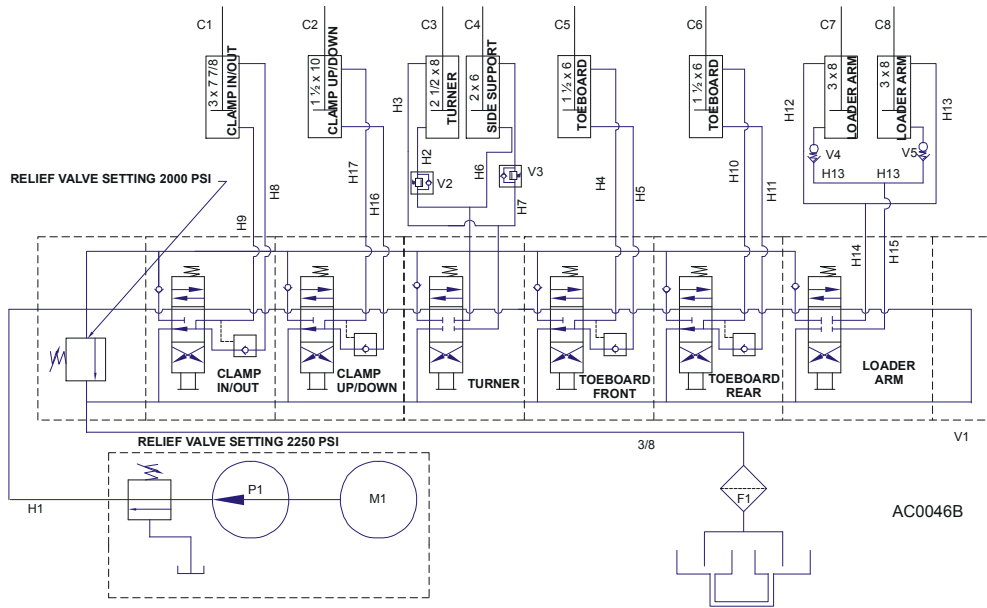 C1
C2
C3
C4
C5
C6
C7
C8
3 x 7 7/8
CLAMP IN/OUT
1 ½ x 10
CLAMP UP/DOWN
H3
2 1/2 x 8
TURNER
2 x 6
SIDE SUPPORT
1 ½ x 6
TOEBOARD
1 ½ x 6
TOEBOARD
H12
3 x 8
LOADER ARM
3 x 8
LOADER ARM
H13
V4
V5
H13
H13
RELIEF VALVE SETTING 2000 PSI
H9
H8
H17
H16
H2
V2
H6
V3
H7
H4
H5
H10
H11
H14
H15
CLAMP
IN/OUT
CLAMP
UP/DOWN
TURNER
TOEBOARD
FRONT
TOEBOARD
REAR
LOADER
ARM
V1
RELIEF VALVE SETTING 2250 PSI
3/8
H1
P1
M1
F1
AC0046B